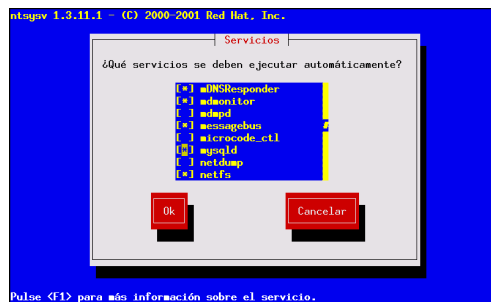 ntsysv 1.3.11.1 - (C) 2000-2001 Red Hat, Inc.
Servicios
¿Qué servicios se deben ejecutar automáticamente?
[*] mDNSResponder
[*] mdmonitor
[ ] mdmpd
[*] messagebus
[ ] microcode_ctl
[*] mysqld
[ ] netdump
[*] netfs
Ok
Cancelar
Pulse <F1> para más información sobre el servicio.